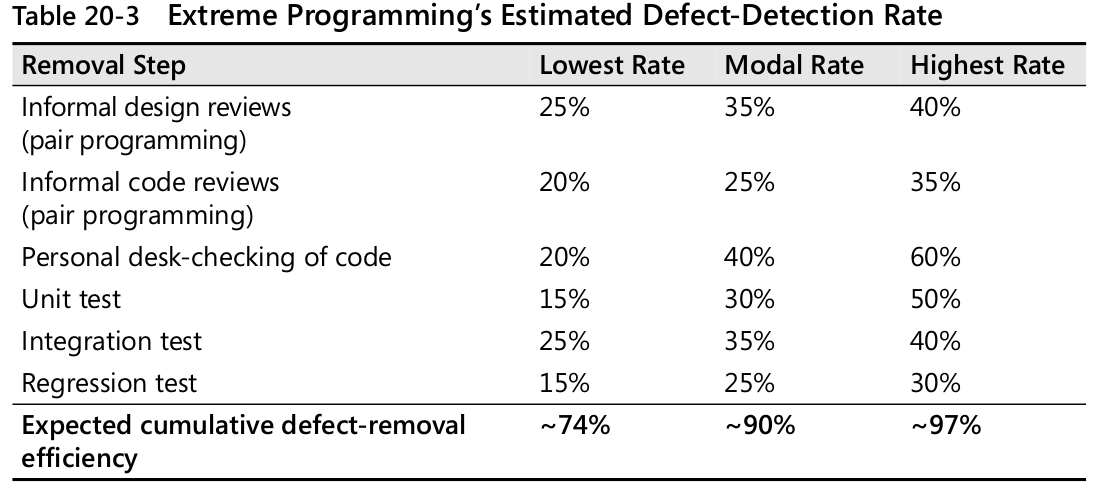 Table 20-3 Extreme Programming’s Estimated Defect-Detection Rate
Removal Step Lowest Rate Modal Rate Highest Rate
Informal design reviews 25% 35% 40%
(pair programming)
Informal code reviews 20% 25% 35%
(pair programming)
Personal desk-checking of code 20% 40% 60%
Unit test 15% 30% 50%
Integration test 25% 35% 40%
Regression test 15% 25% 30%
Expected cumulative defect-removal ~74% ~90% ~97%
efficiency